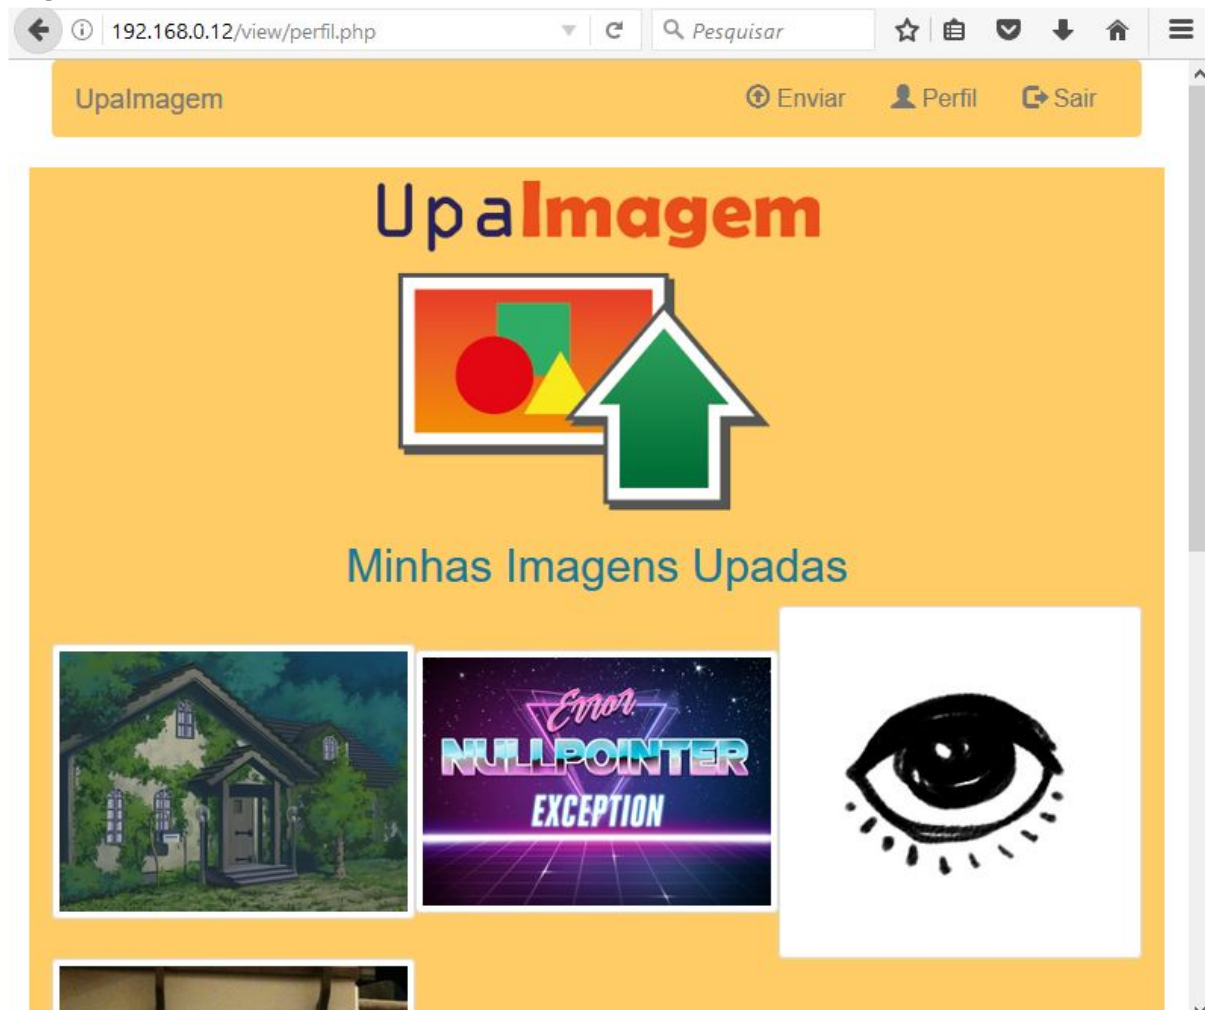 192.168.0.12/view/perfil.php
Pesquisar
UpaImagem
Enviar
Perfil
Sair
UpaImagem
Minhas Imagens Upadas
Error
NULLPOINTER
EXCEPTION